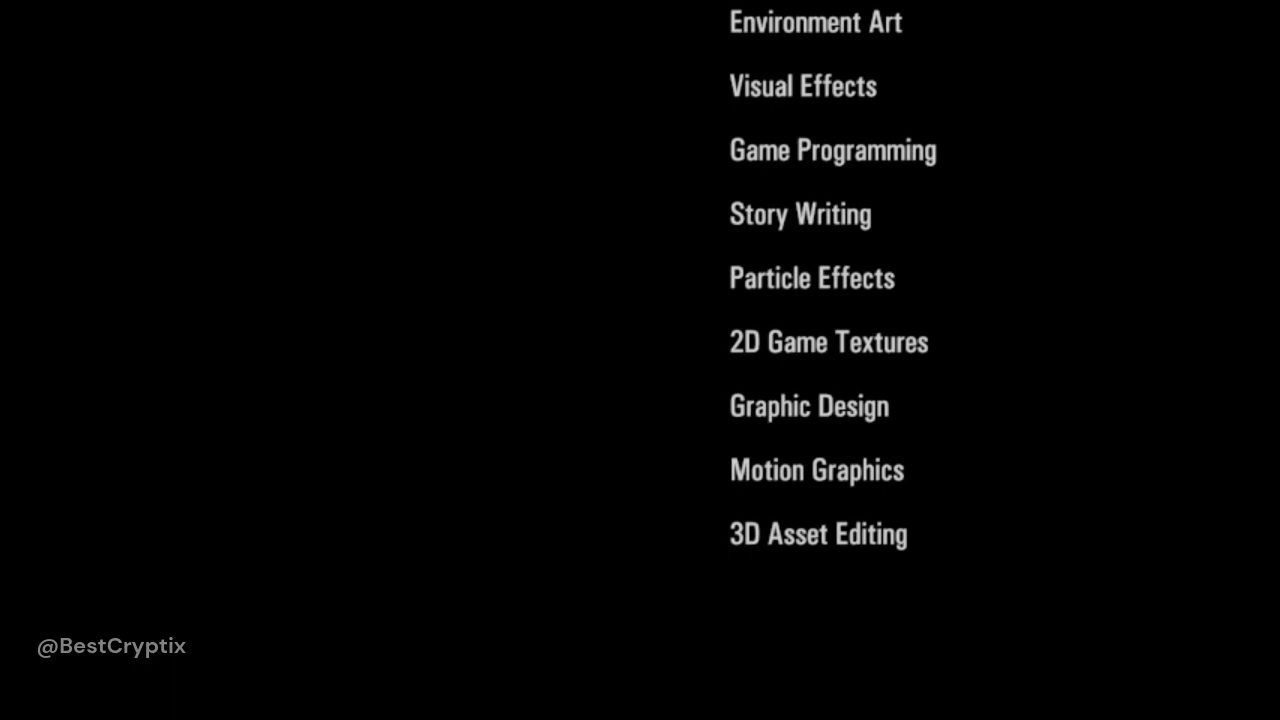 Environment Art
Visual Effects
Game Programming
Story Writing
Particle Effects
2D Game Textures
Graphic Design
Motion Graphics
3D Asset Editing
@BestCryptix